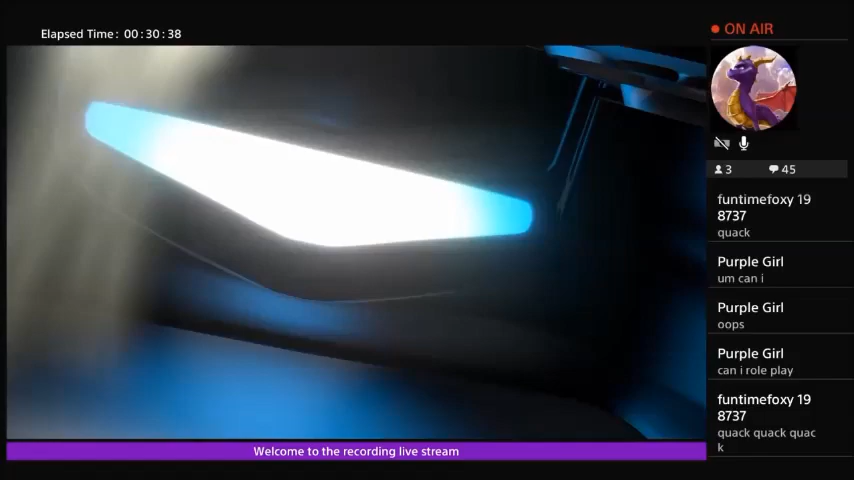 Elapsed Time: 00:30:38
ON AIR
3 45
funtimefoxy 19
8737
quack
Purple Girl
um can i
Purple Girl
oops
Purple Girl
can i role play
funtimefoxy 19
8737
quack quack quac
k
Welcome to the recording live stream